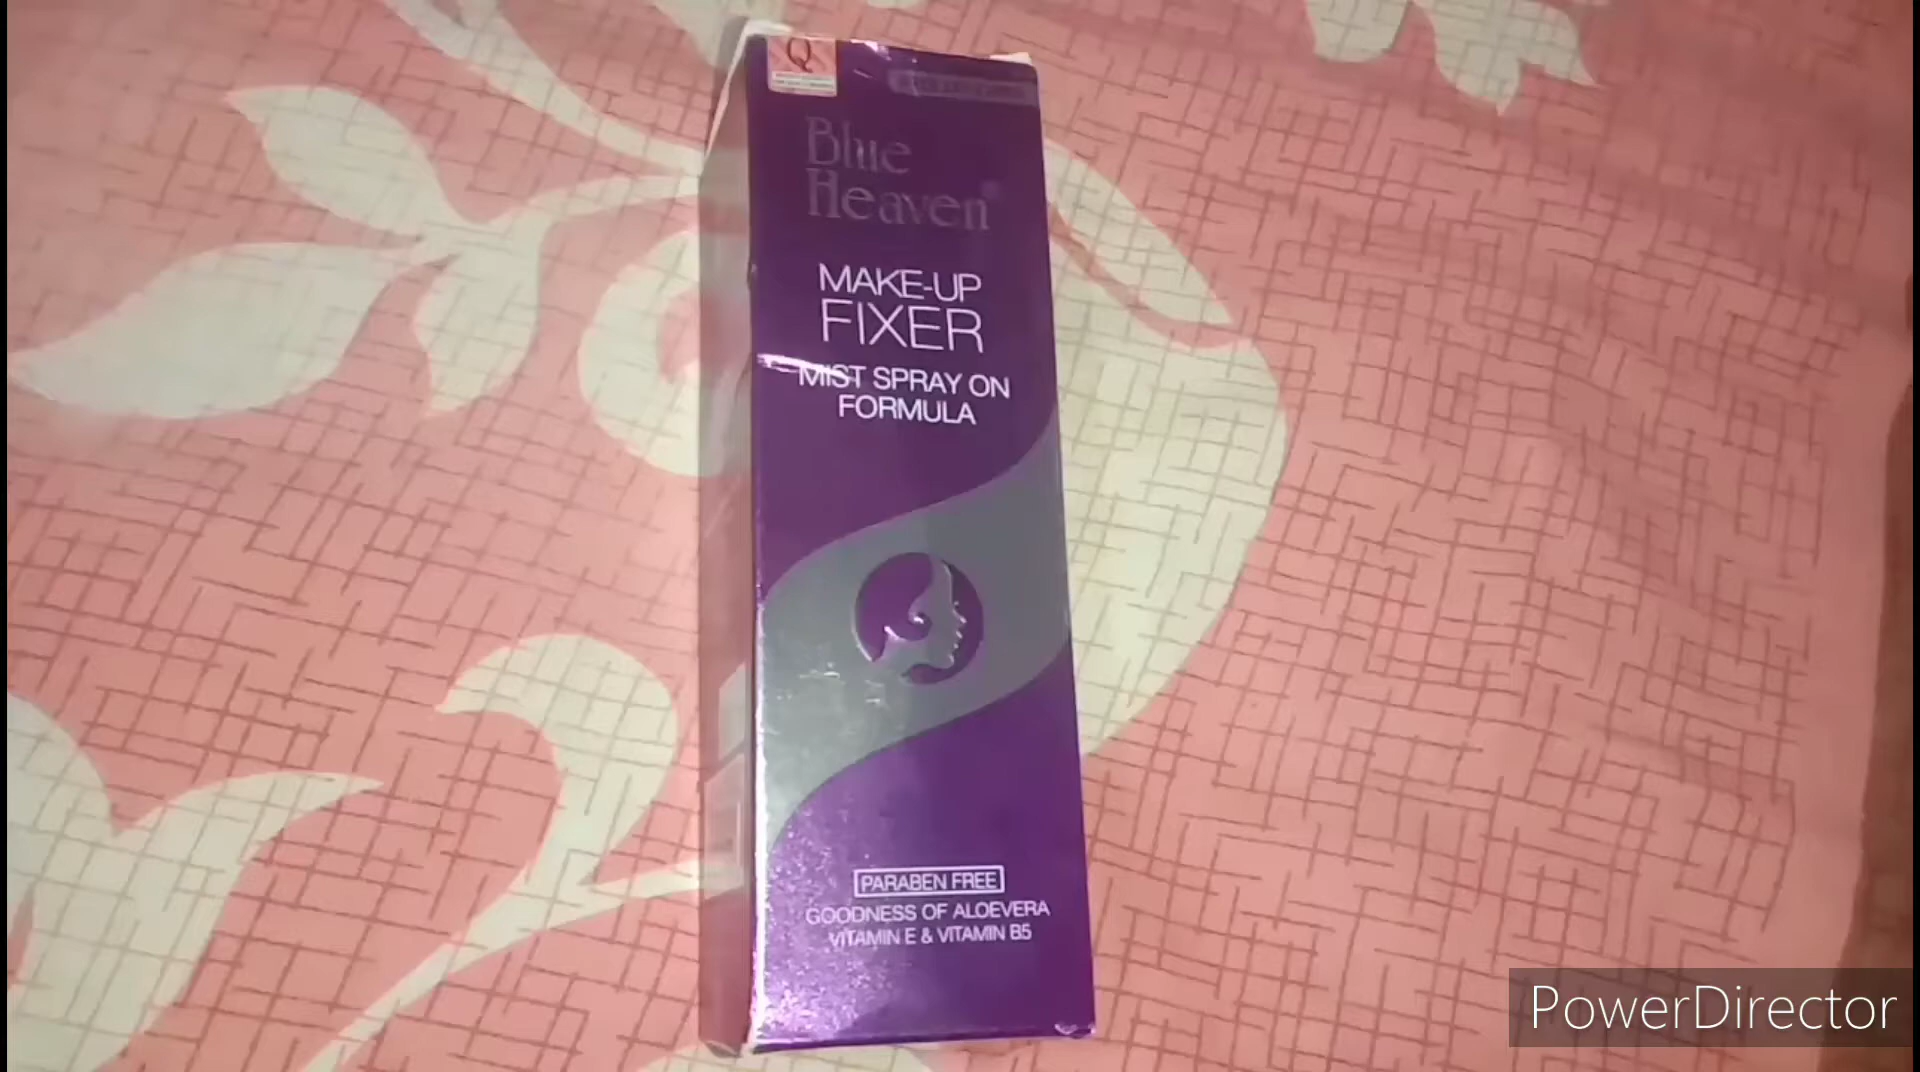 Q
Blue
Heaven®
MAKE-UP
FIXER
MIST SPRAY ON
FORMULA
PARABEN FREE
GOODNESS OF ALOEVERA
VITAMIN E & VITAMIN B5
PowerDirector